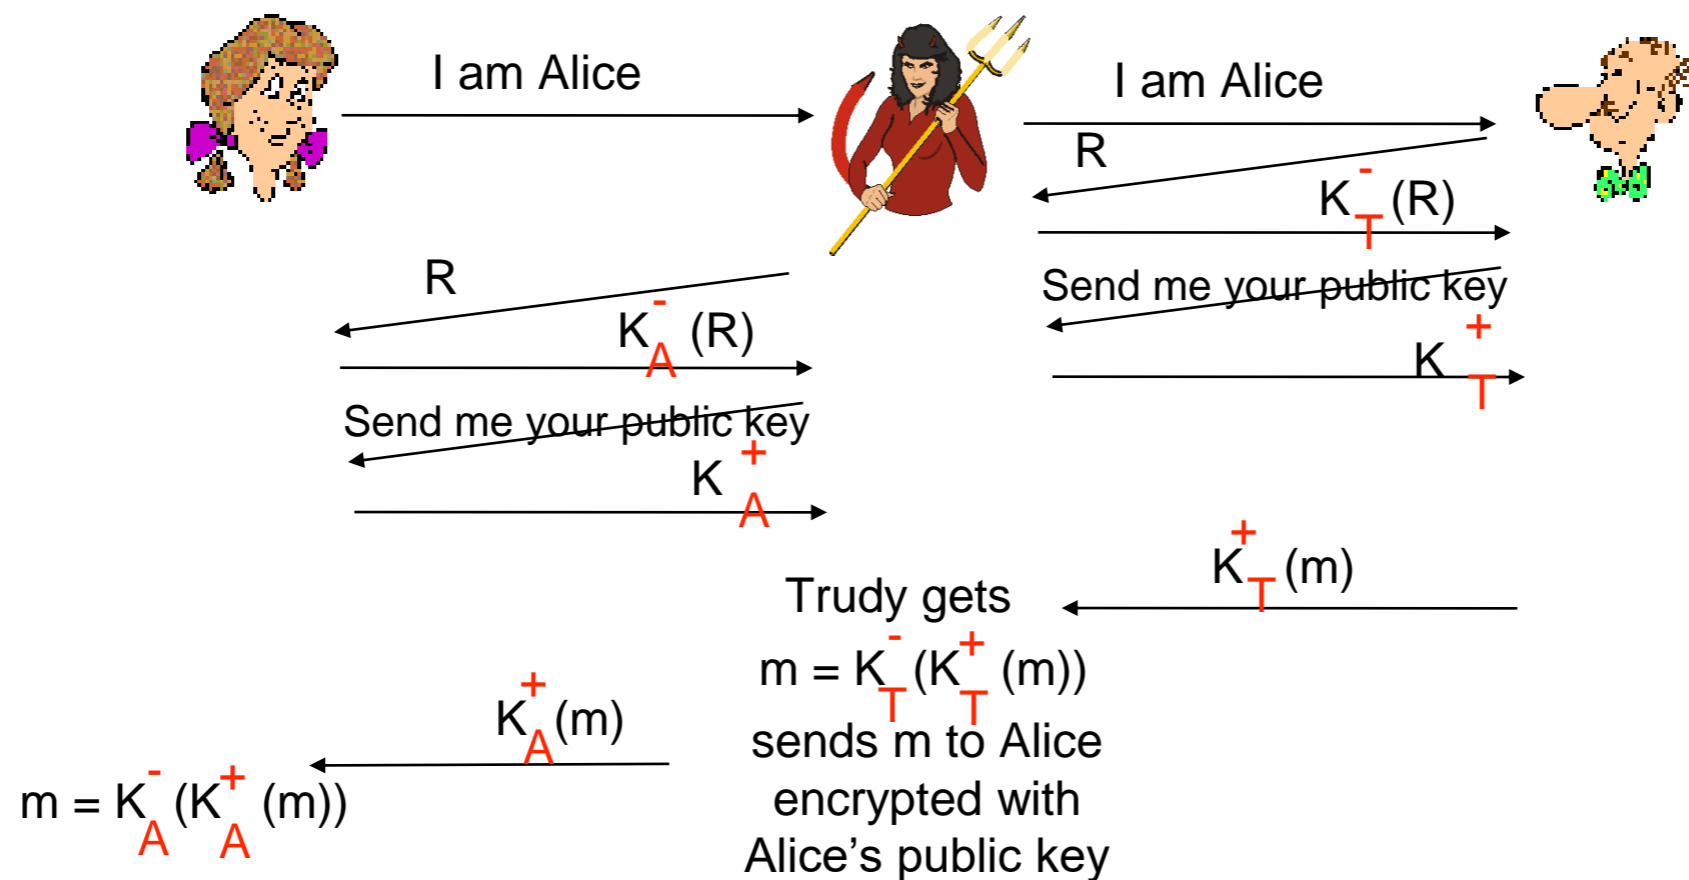 I am Alice
I am Alice
R
K-T(R)
Send me your public key
K+T
R
K-A (R)
Send me your public key
K+A
K+T(m)
Trudy gets
m = K-T(K+T (m))
sends m to Alice
encrypted with
Alice’s public key
K+A(m)
m = K-A(K+A (m))